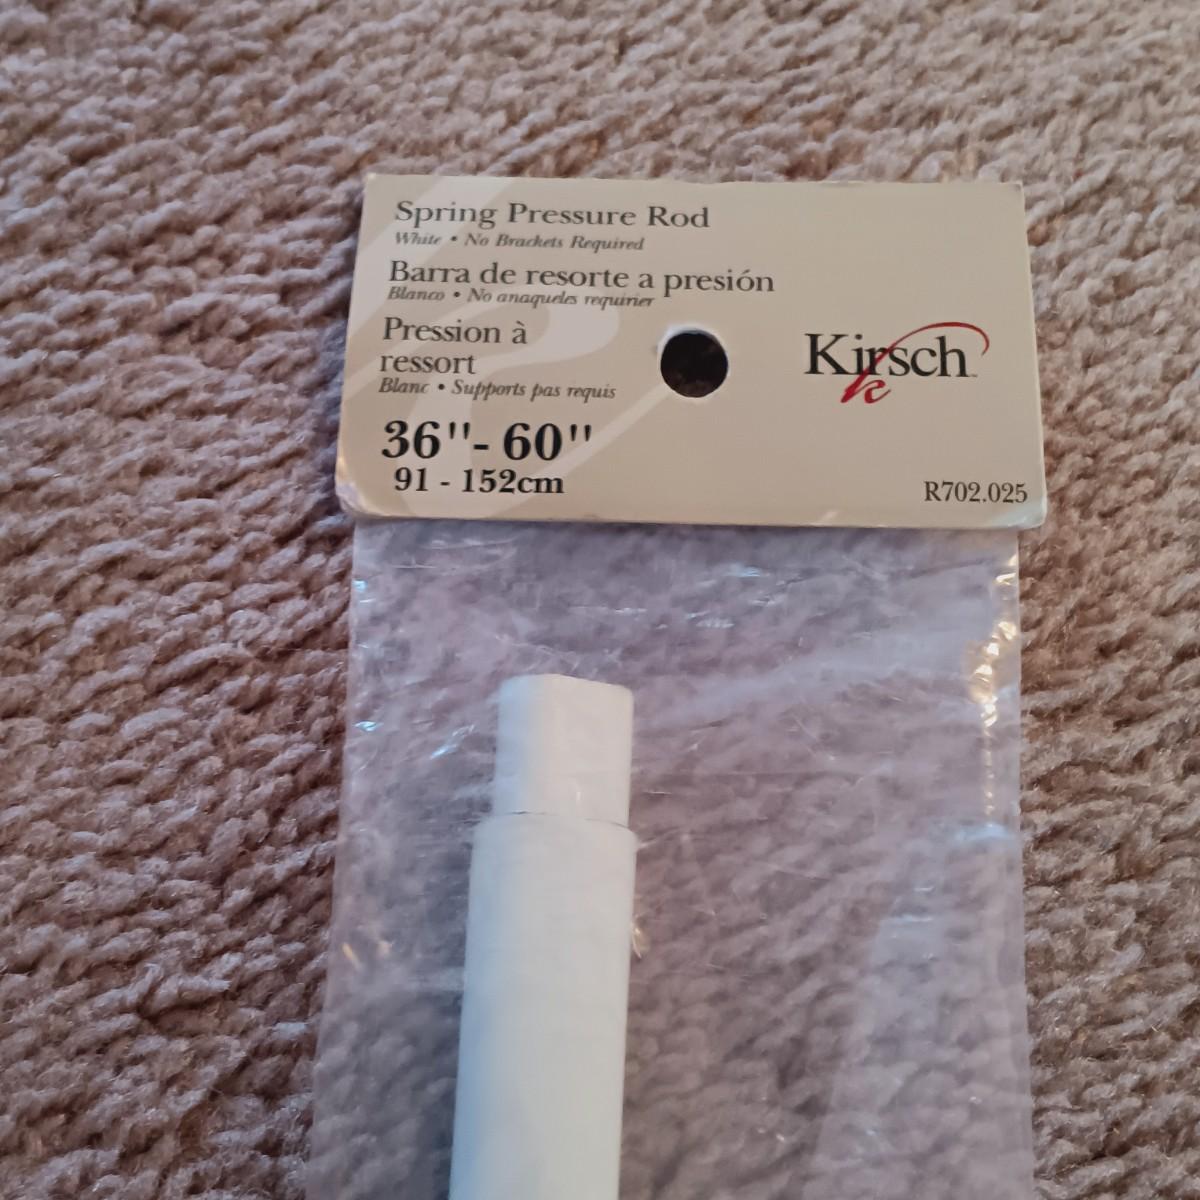 Spring Pressure Rod
White • No Brackets Required
Barra de resorte a presión
Blanco • No anaqueles requirier
Pression à
ressort
Blanc • Supports pas requis
36"- 60"
91 - 152cm
Kirsch™
k
R702.025